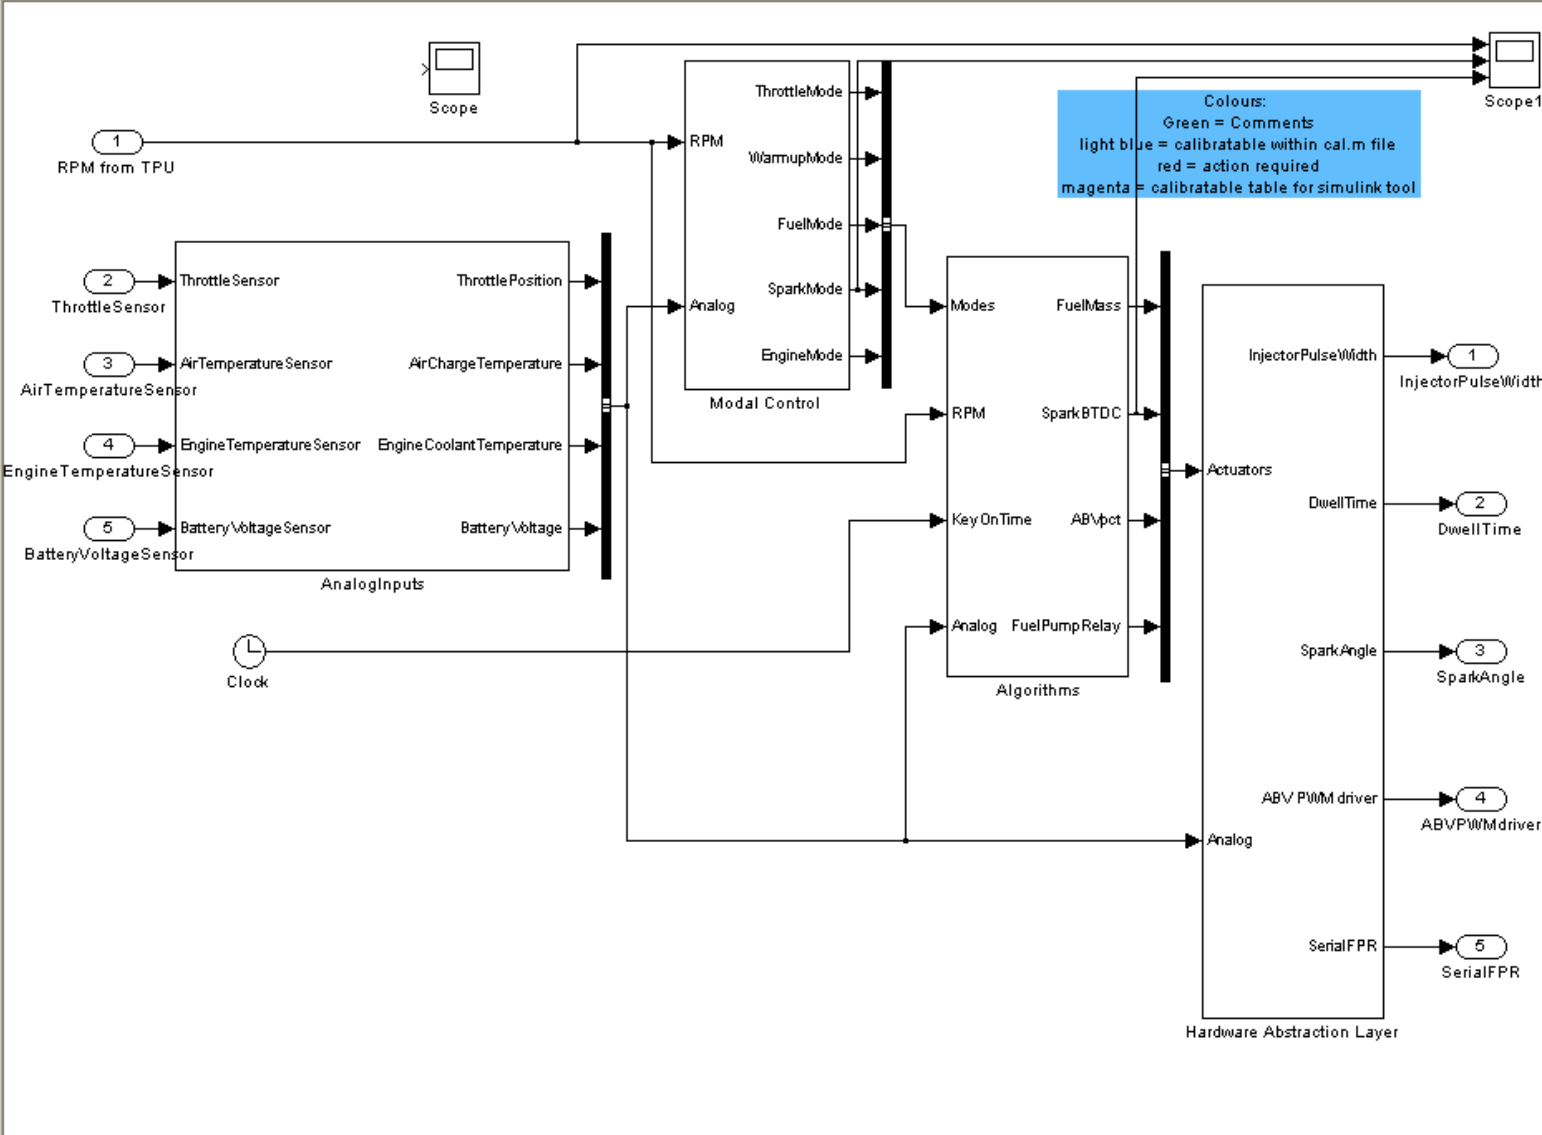 Scope
Scope1
Colours:
Green = Comments
light blue = calibratable within cal.m file
red = action required
magenta = calibratable table for simulink tool
1
RPM from TPU
RPM
Analog
ThrottleMode
WarmupMode
FuelMode
SparkMode
EngineMode
Modal Control
2
ThrottleSensor
3
AirTemperatureSensor
4
EngineTemperatureSensor
5
BatteryVoltageSensor
ThrottleSensor
AirTemperatureSensor
EngineTemperatureSensor
BatteryVoltageSensor
ThrottlePosition
AirChargeTemperature
EngineCoolantTemperature
BatteryVoltage
AnalogInputs
Clock
Modes
RPM
KeyOnTime
Analog
FuelMass
SparkBTDC
ABVpct
FuelPumpRelay
Algorithms
Actuators
Analog
InjectorPulseWidth
DwellTime
SparkAngle
ABV PWM driver
SerialFPR
Hardware Abstraction Layer
1
InjectorPulseWidth
2
DwellTime
3
SparkAngle
4
ABVPWMdriver
5
SerialFPR